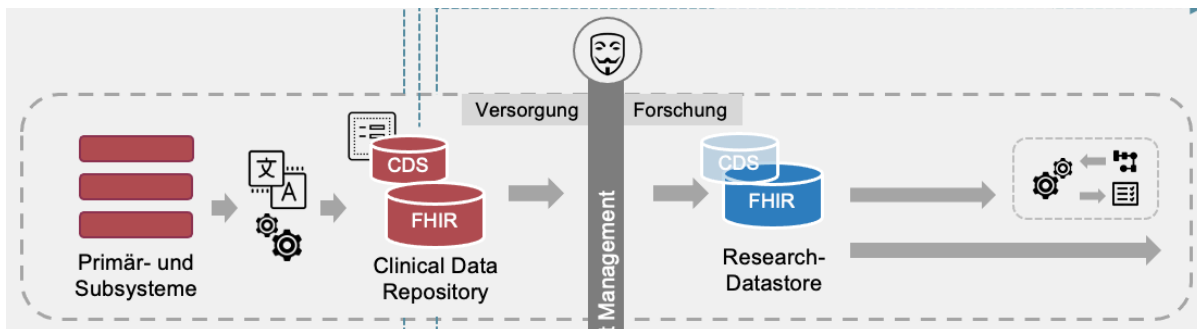 Versorgung
Forschung
文
A
CDS
FHIR
CDS
FHIR
Primär- und
Subsysteme
Clinical Data
Repository
t Management
Research-
Datastore